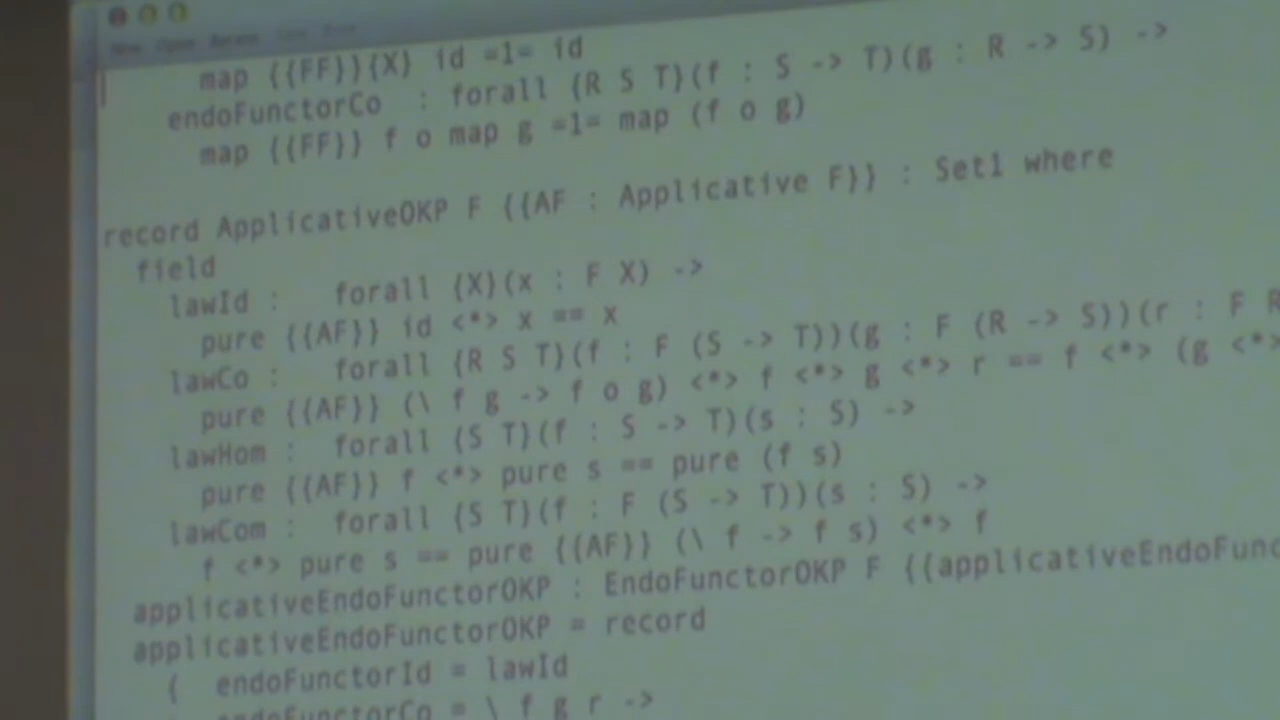 map {{FF}}{X} id =1= id
endoFunctorCo : forall {R S T}(f : S -> T)(g : R -> S) ->
map {{FF}} f o map g =1= map (f o g)
record ApplicativeOKP F {{AF : Applicative F}} : Set1 where
field
lawId : forall {X}(x : F X) ->
pure {{AF}} id <*> x == x
lawCo : forall {R S T}(f : F (S -> T))(g : F (R -> S))(r : F R
pure {{AF}} (\ f g -> f o g) <*> f <*> g <*> r == f <*> (g <*>
lawHom : forall {S T}(f : S -> T)(s : S) ->
pure {{AF}} f <*> pure s == pure (f s)
lawCom : forall {S T}(f : F (S -> T))(s : S) ->
f <*> pure s == pure {{AF}} (\ f -> f s) <*> f
applicativeEndoFunctorOKP : EndoFunctorOKP F {{applicativeEndoFunc
applicativeEndoFunctorOKP = record
{ endoFunctorId = lawId
endoFunctorCo = \ f g r ->